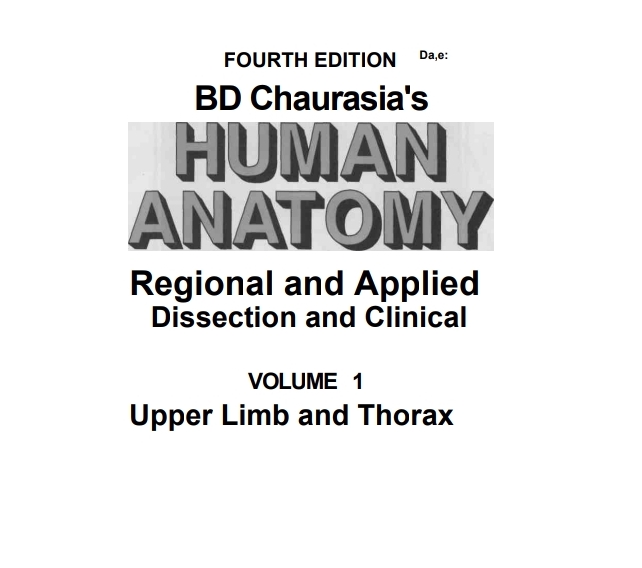 FOURTH EDITION Da,e:
BD Chaurasia's
HUMAN
ANATOMY
Regional and Applied
Dissection and Clinical
VOLUME 1
Upper Limb and Thorax